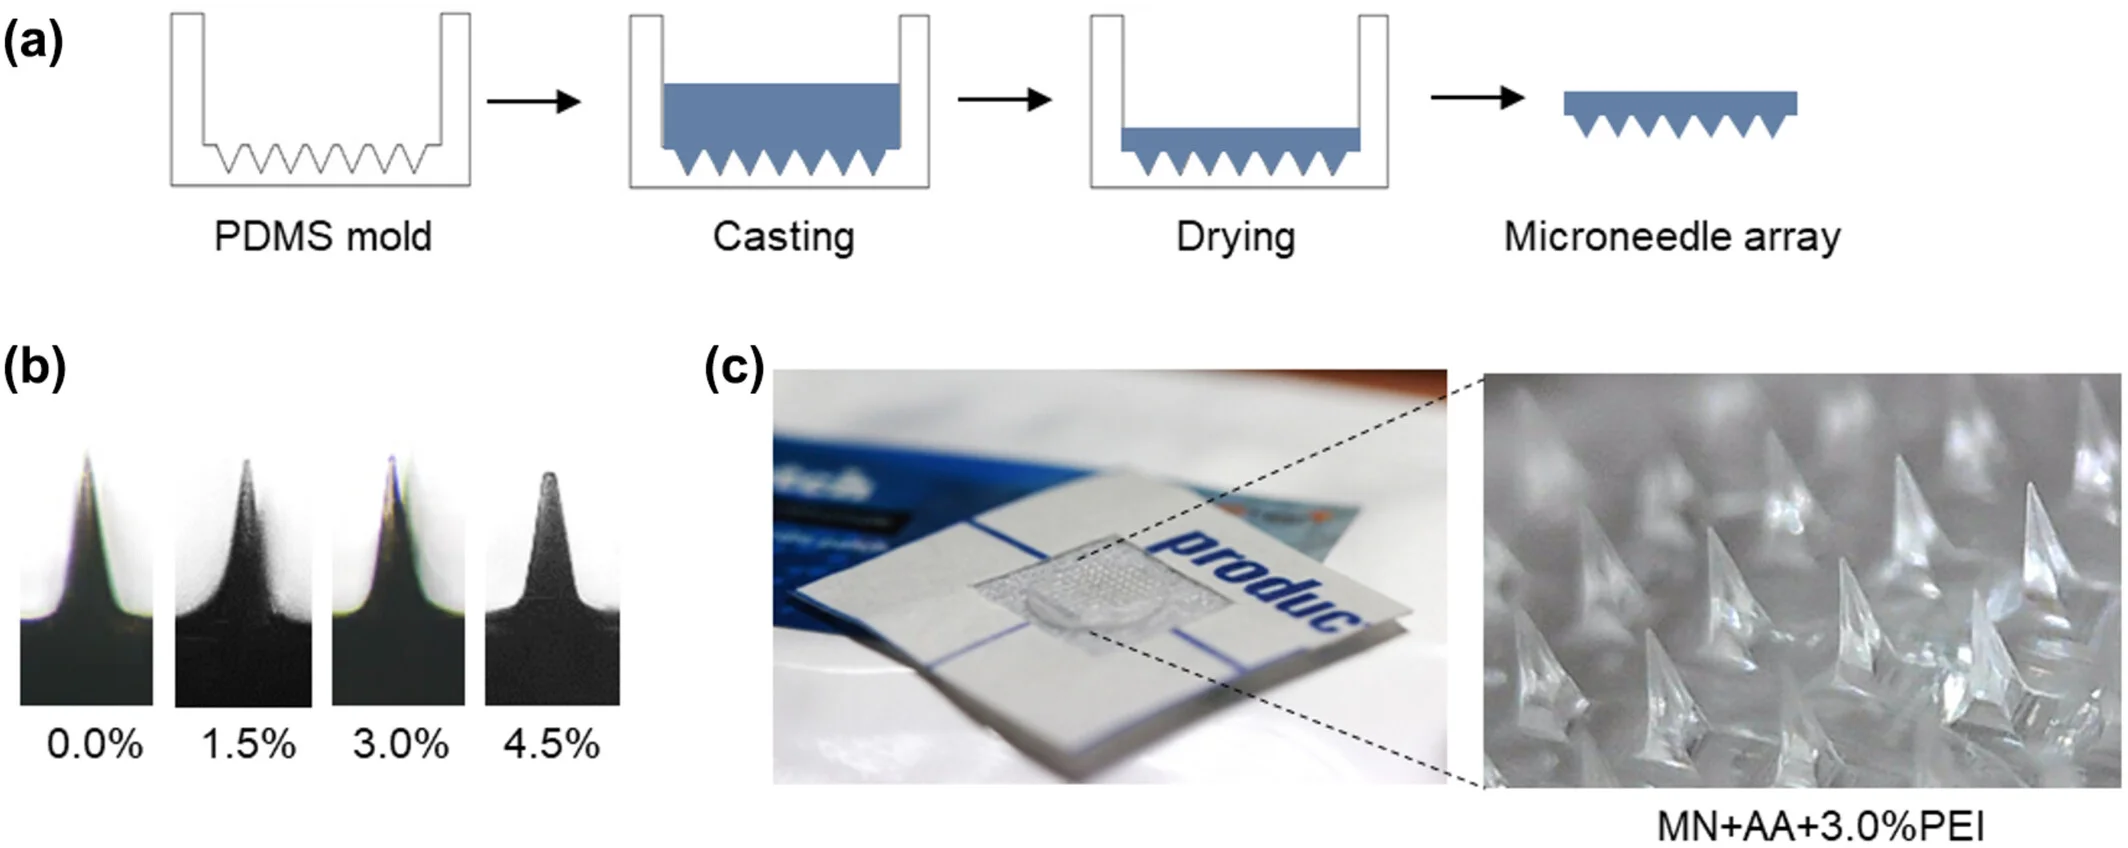 (a)
PDMS mold
Casting
Drying
Microneedle array
(b)
0.0%
1.5%
3.0%
4.5%
(c)
produc
MN+AA+3.0%PEI